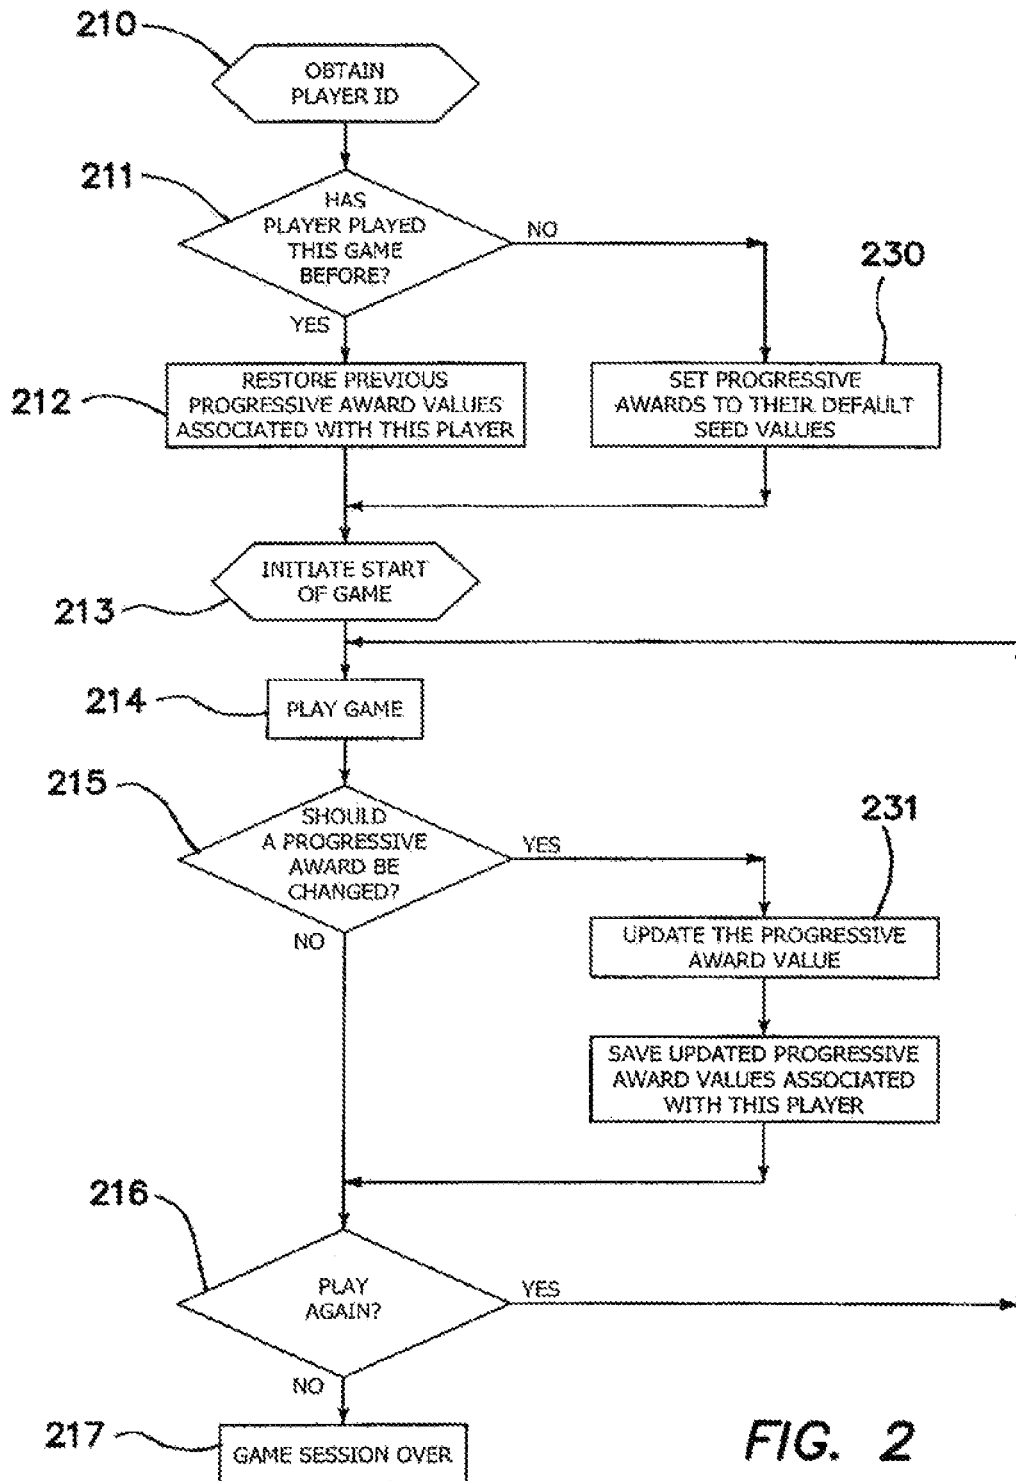 210
OBTAIN
PLAYER ID
211
HAS
PLAYER PLAYED
THIS GAME
BEFORE?
NO
YES
230
212
RESTORE PREVIOUS
PROGRESSIVE AWARD VALUES
ASSOCIATED WITH THIS PLAYER
SET PROGRESSIVE
AWARDS TO THEIR DEFAULT
SEED VALUES
INITIATE START
OF GAME
213
214
PLAY GAME
215
SHOULD
A PROGRESSIVE
AWARD BE
CHANGED?
YES
NO
231
UPDATE THE PROGRESSIVE
AWARD VALUE
SAVE UPDATED PROGRESSIVE
AWARD VALUES ASSOCIATED
WITH THIS PLAYER
216
PLAY
AGAIN?
YES
NO
217
GAME SESSION OVER
FIG. 2